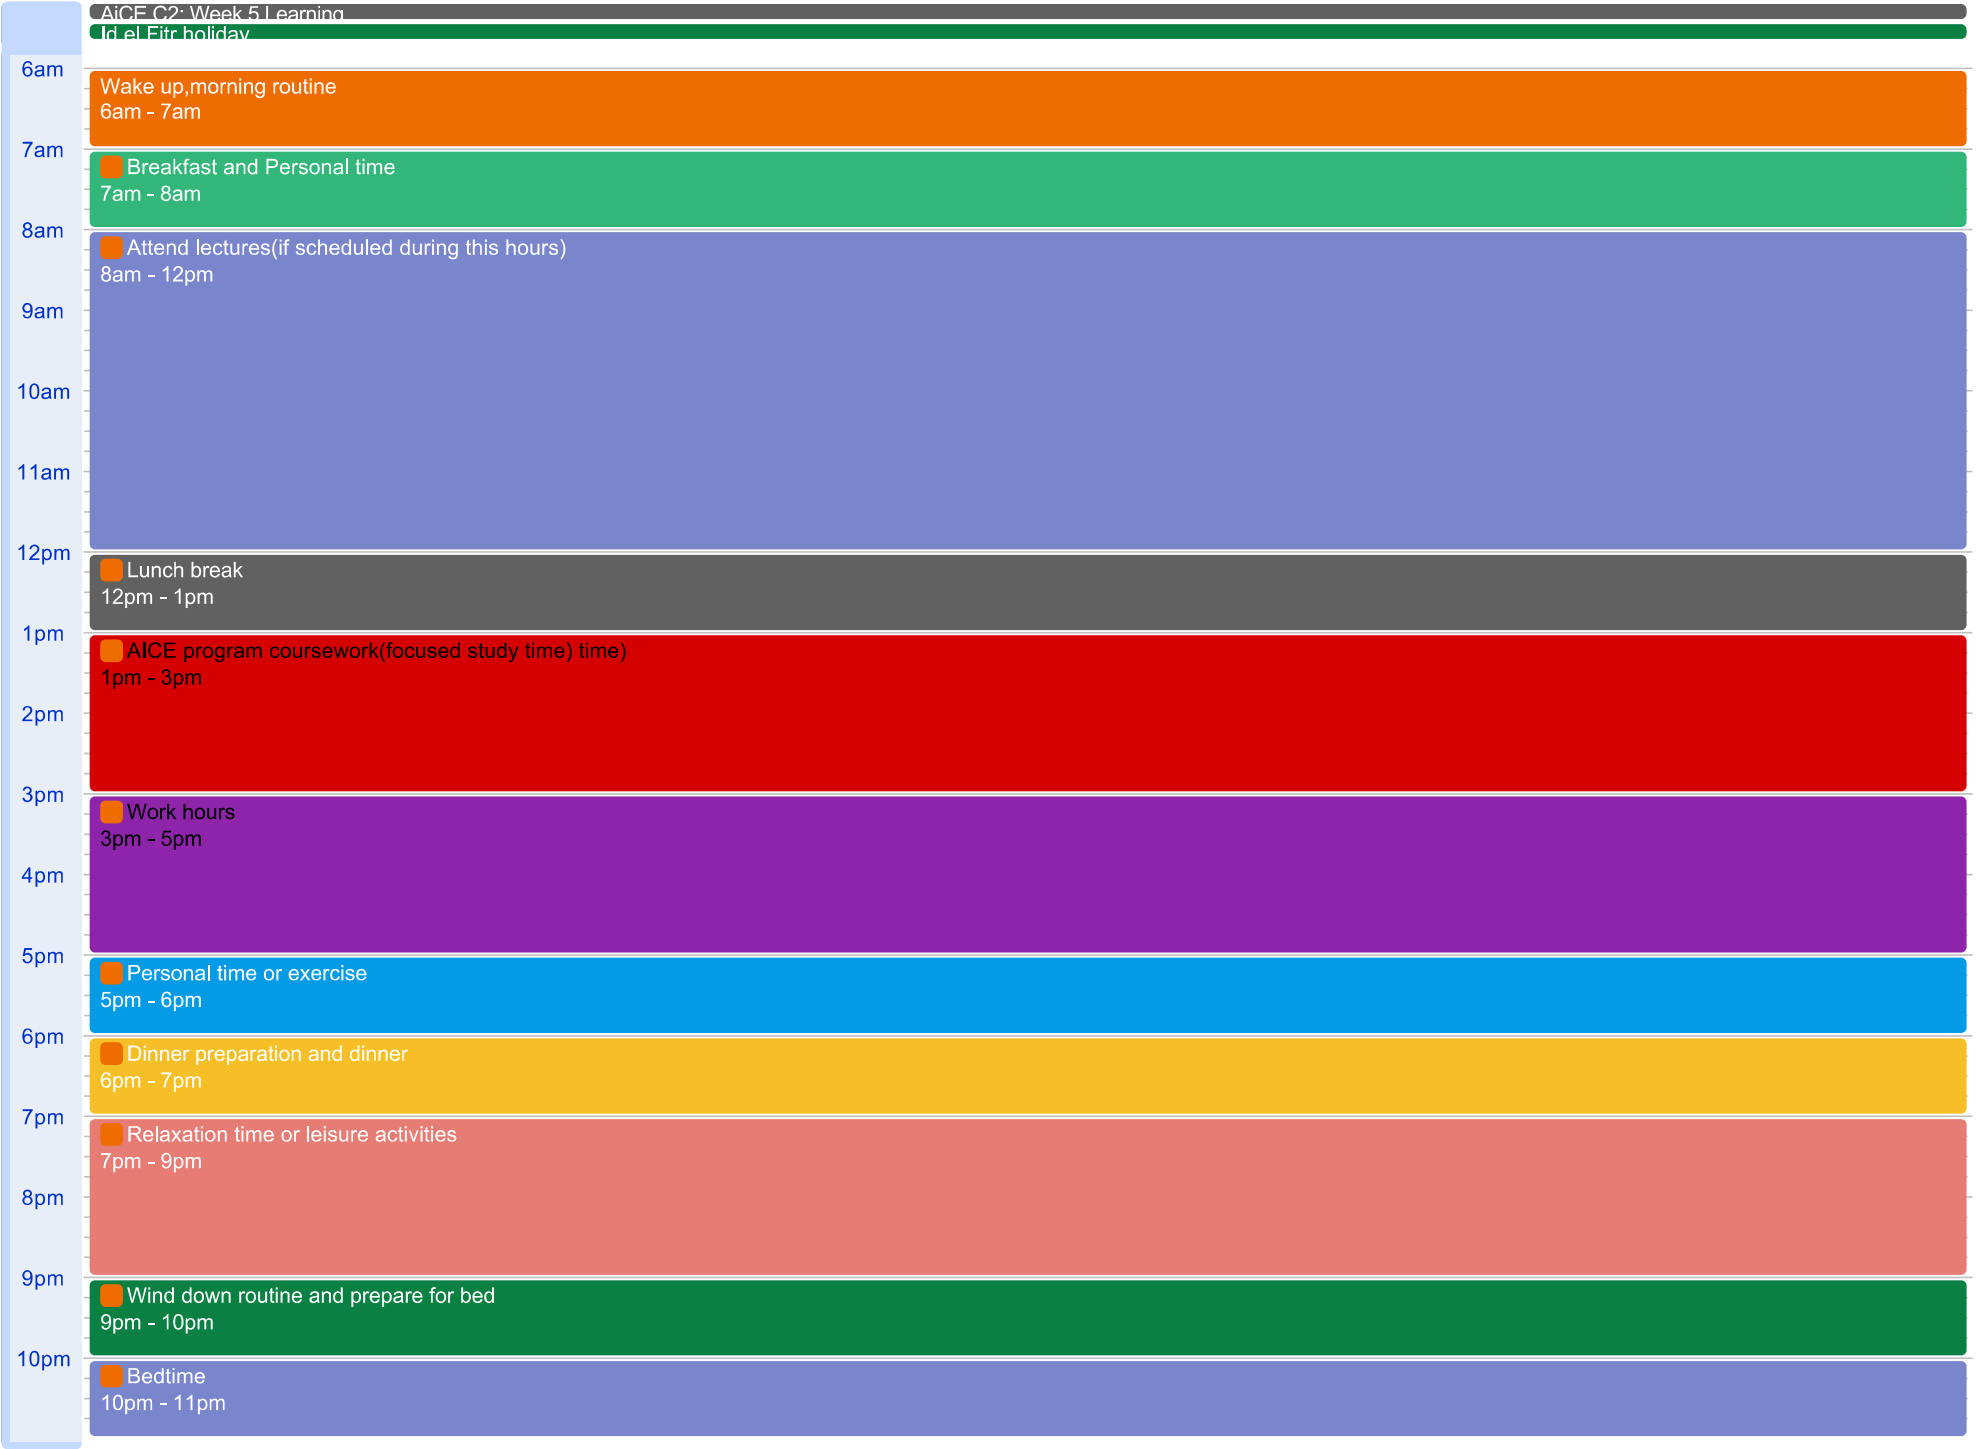 AiCE C2: Week 5 Learning
Id el Fitr holiday
6am
Wake up,morning routine
6am - 7am
7am
Breakfast and Personal time
7am - 8am
8am
Attend lectures(if scheduled during this hours)
8am - 12pm
9am
10am
11am
12pm
Lunch break
12pm - 1pm
1pm
AICE program coursework(focused study time) time)
1pm - 3pm
2pm
3pm
Work hours
3pm - 5pm
4pm
5pm
Personal time or exercise
5pm - 6pm
6pm
Dinner preparation and dinner
6pm - 7pm
7pm
Relaxation time or leisure activities
7pm - 9pm
8pm
9pm
Wind down routine and prepare for bed
9pm - 10pm
10pm
Bedtime
10pm - 11pm